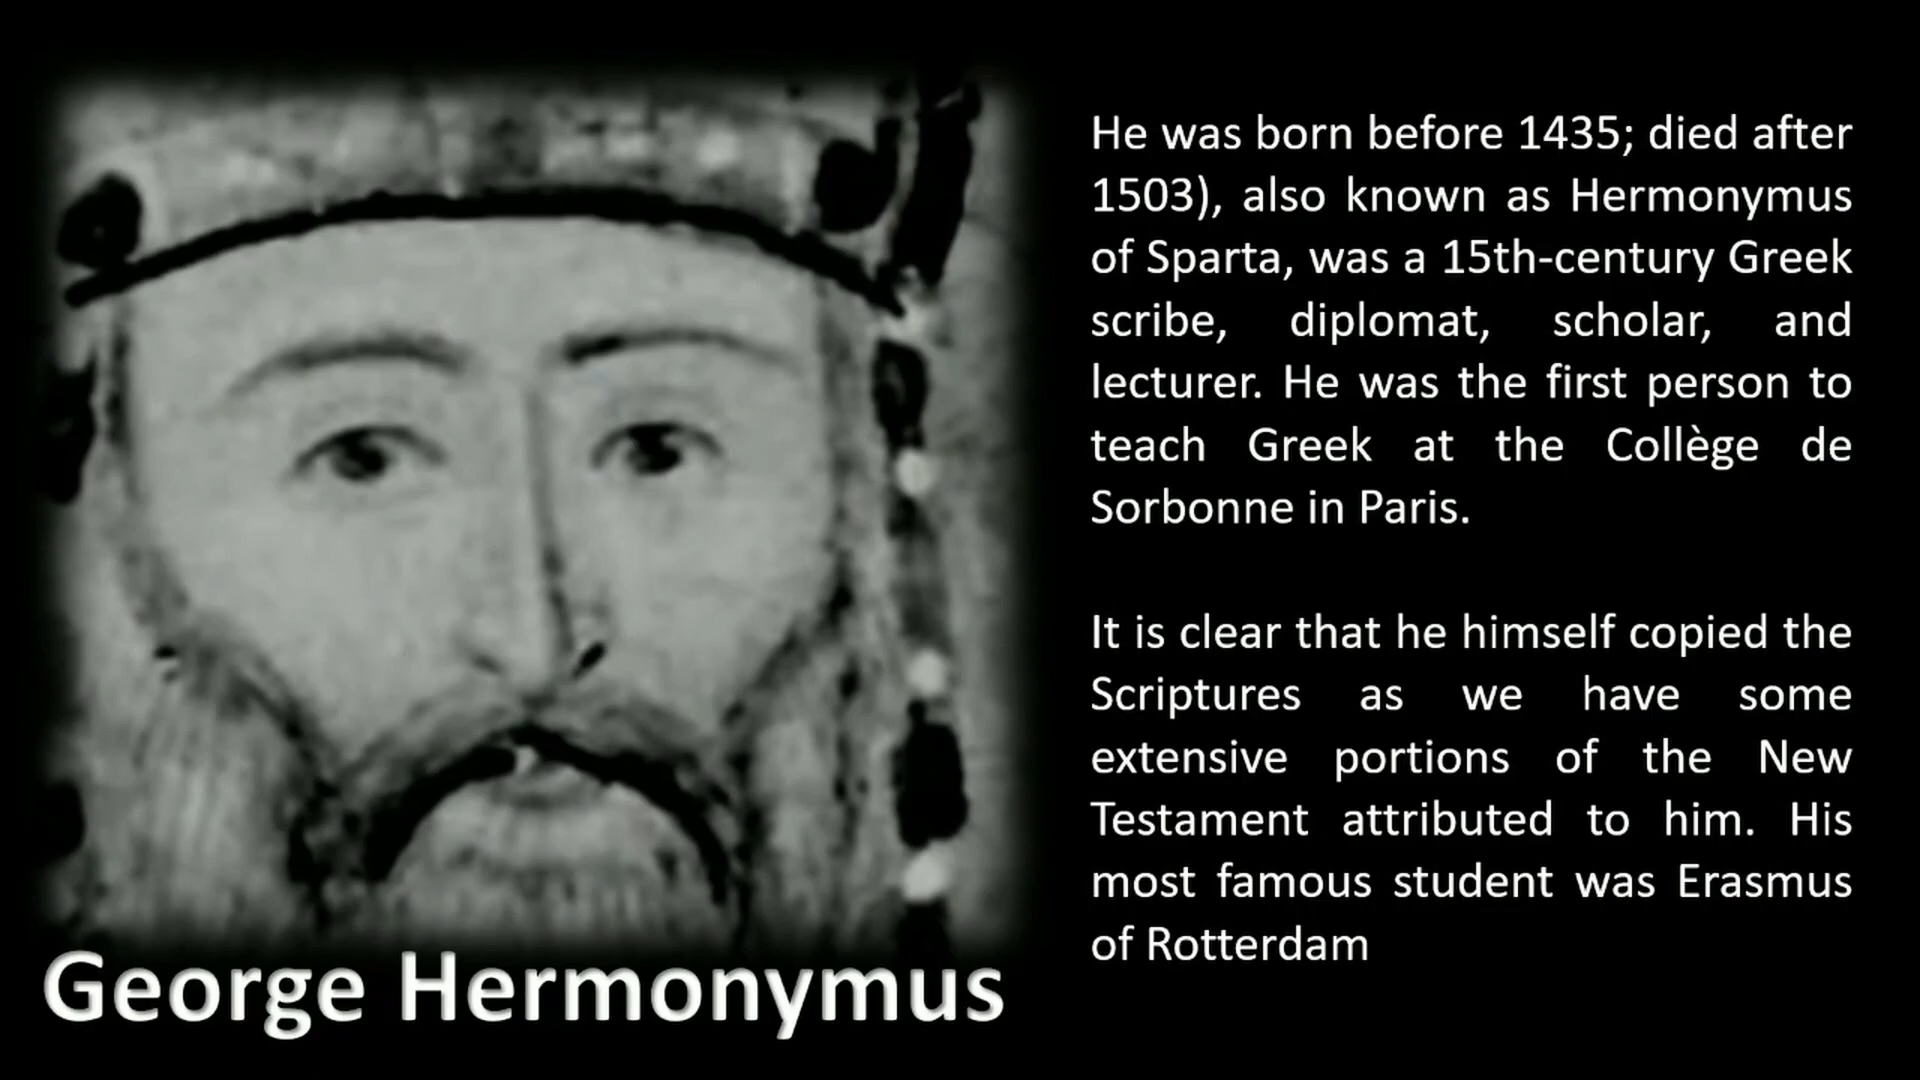 He was born before 1435; died after
1503), also known as Hermonymus
of Sparta, was a 15th-century Greek
scribe, diplomat, scholar, and
lecturer. He was the first person to
teach Greek at the Collège de
Sorbonne in Paris.
It is clear that he himself copied the
Scriptures as we have some
extensive portions of the New
Testament attributed to him. His
most famous student was Erasmus
of Rotterdam
George Hermonymus